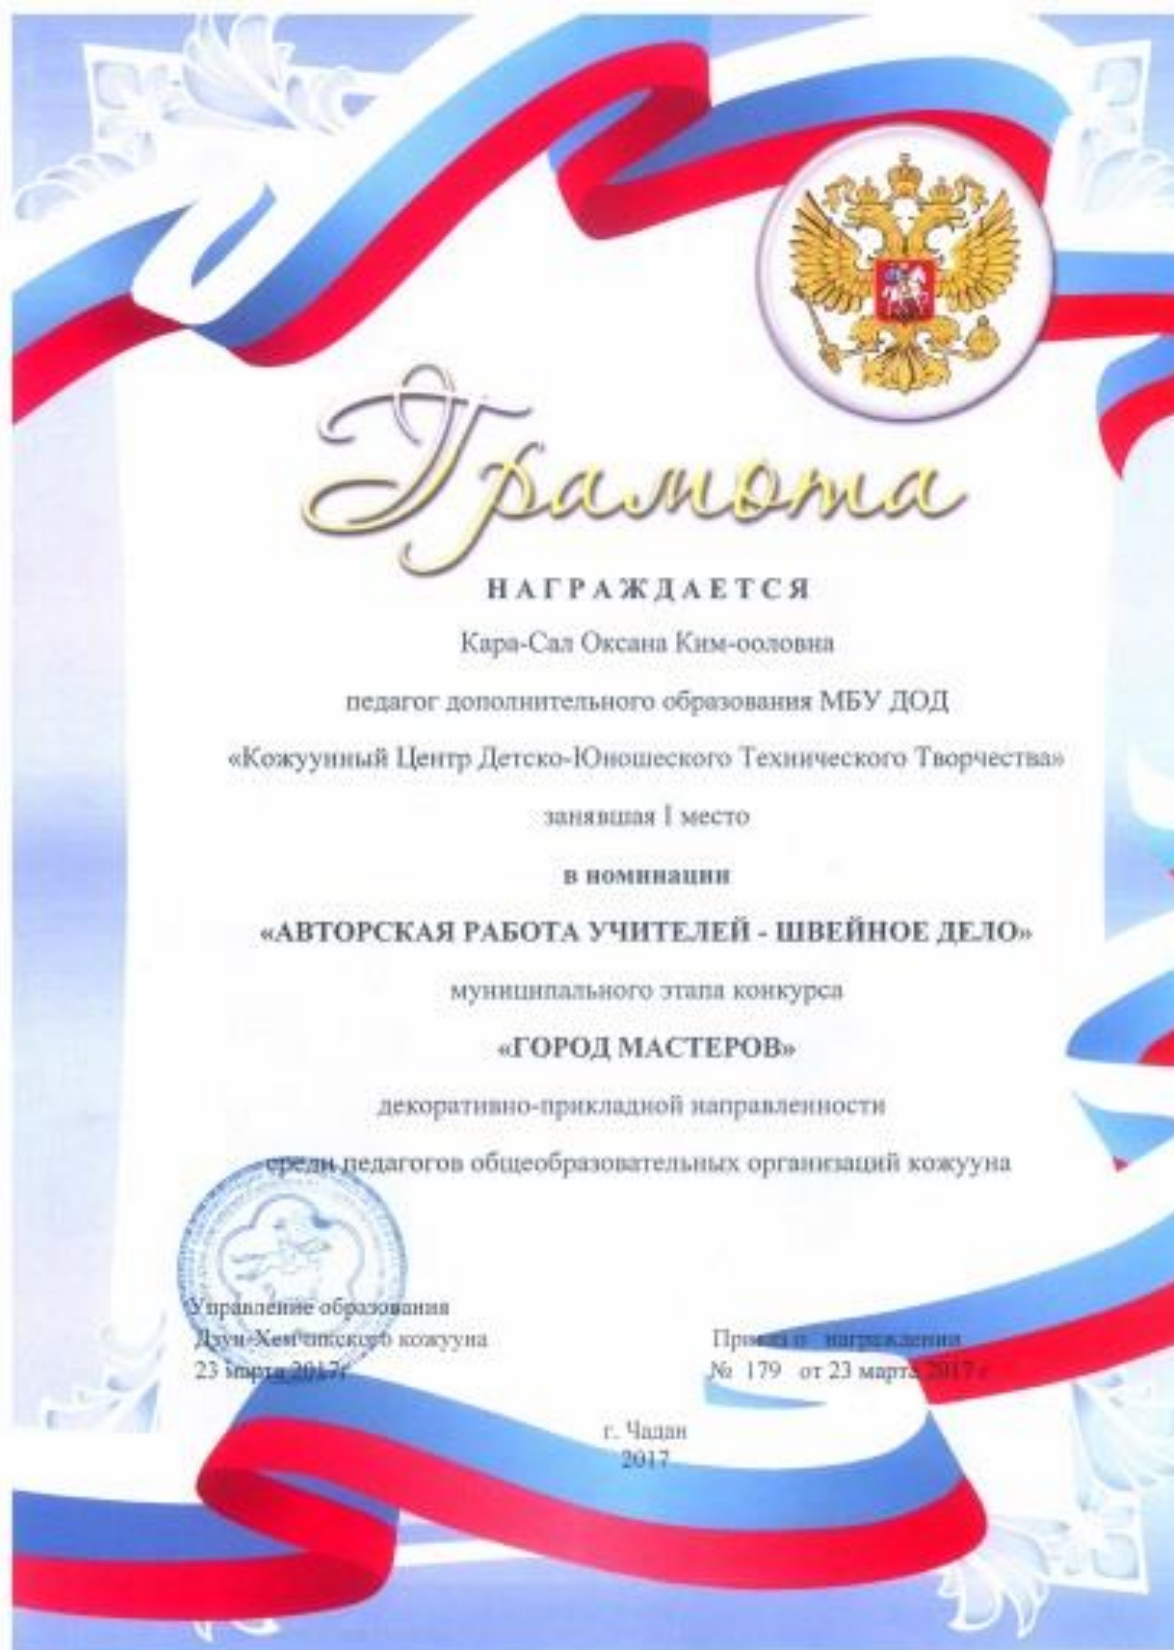 Грамота
НАГРАЖДАЕТСЯ
Кара-Сал Оксана Ким-ооловна
педагог дополнительного образования МБУ ДОД
«Кожуунный Центр Детско-Юношеского Технического Творчества»
занявшая I место
в номинации
«АВТОРСКАЯ РАБОТА УЧИТЕЛЕЙ - ШВЕЙНОЕ ДЕЛО»
муниципального этапа конкурса
«ГОРОД МАСТЕРОВ»
декоративно-прикладной направленности
среди педагогов общеобразовательных организаций кожууна
Управление образования
Дзун-Хемчикского кожууна
23 марта 2017г
Приказ о награждении
№ 179 от 23 марта 2017 г
г. Чадан
2017